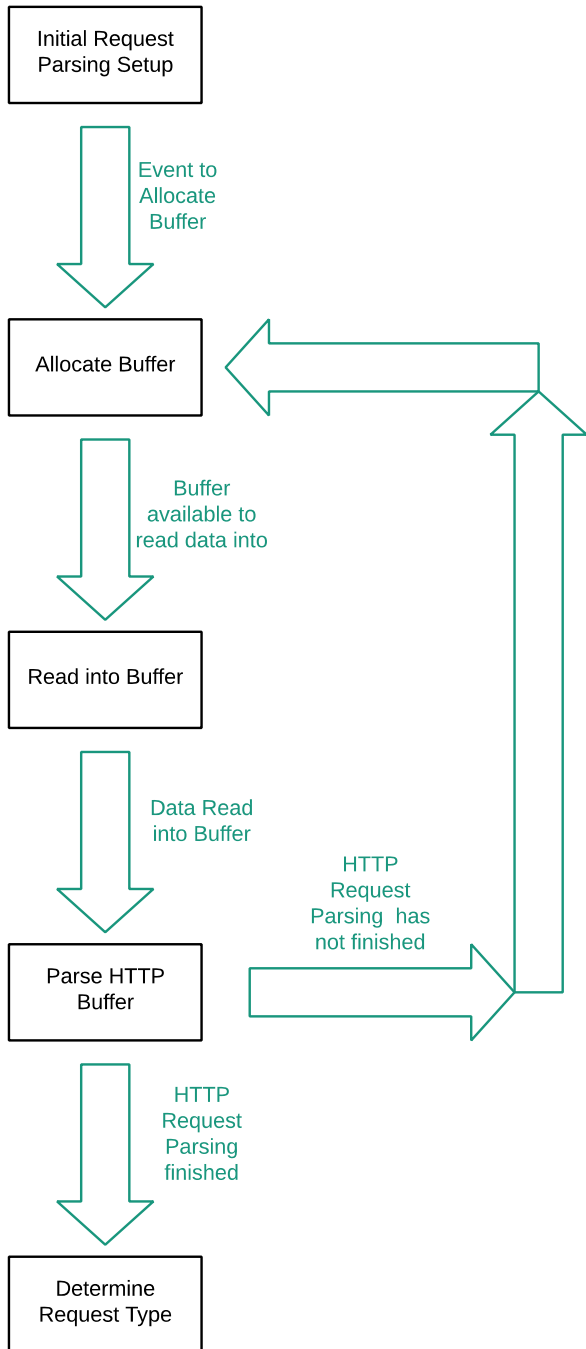 Initial Request
Parsing Setup
Event to
Allocate
Buffer
Allocate Buffer
Buffer
available to
read data into
Read into Buffer
Data Read
into Buffer
HTTP
Request
Parsing  has
not finished
Parse HTTP
Buffer
HTTP
Request
Parsing
finished
Determine
Request Type